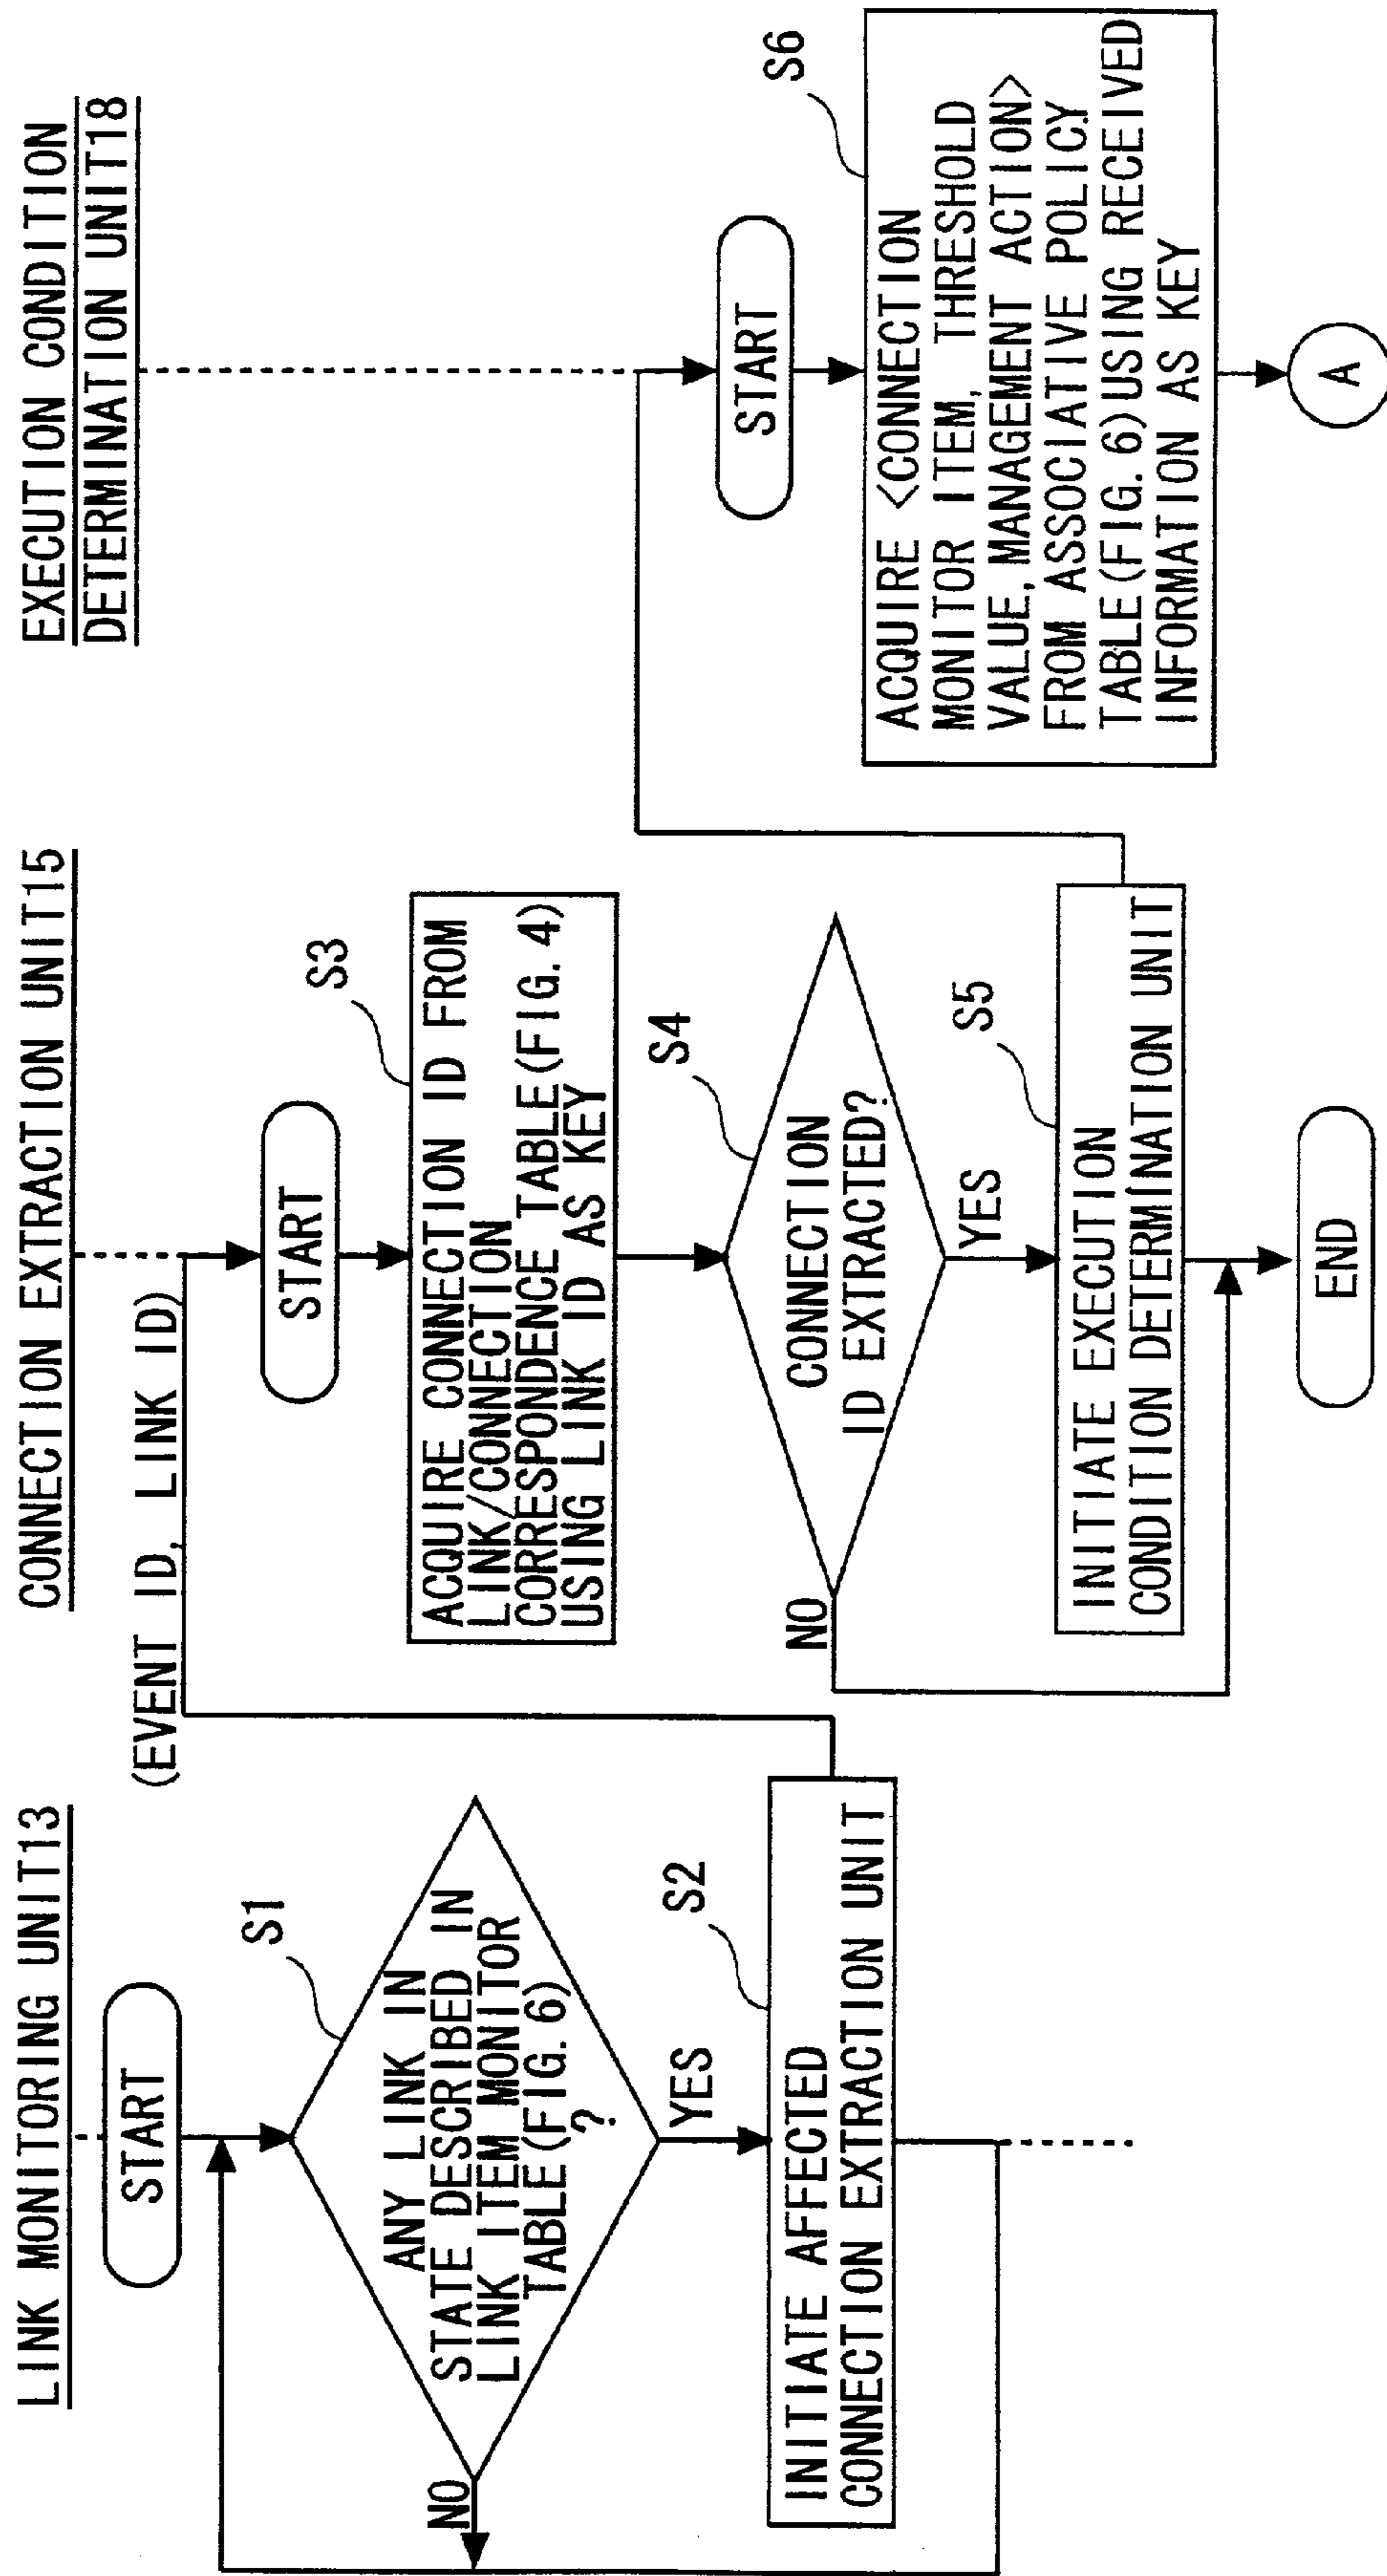 LINK MONITORING UNIT13
START
S1
ANY LINK IN
STATE DESCRIBED IN
LINK ITEM MONITOR
TABLE(FIG. 6)
?
NO
YES
S2
INITIATE AFFECTED
CONNECTION EXTRACTION UNIT
CONNECTION EXTRACTION UNIT15
(EVENT ID, LINK ID)
START
S3
ACQUIRE CONNECTION ID FROM
LINK/CONNECTION
CORRESPONDENCE TABLE(FIG. 4)
USING LINK ID AS KEY
S4
CONNECTION
ID EXTRACTED?
NO
YES
S5
INITIATE EXECUTION
CONDITION DETERMINATION UNIT
END
EXECUTION CONDITION
DETERMINATION UNIT18
START
S6
ACQUIRE <CONNECTION
MONITOR ITEM, THRESHOLD
VALUE, MANAGEMENT ACTION>
FROM ASSOCIATIVE POLICY
TABLE(FIG. 6)USING RECEIVED
INFORMATION AS KEY
A